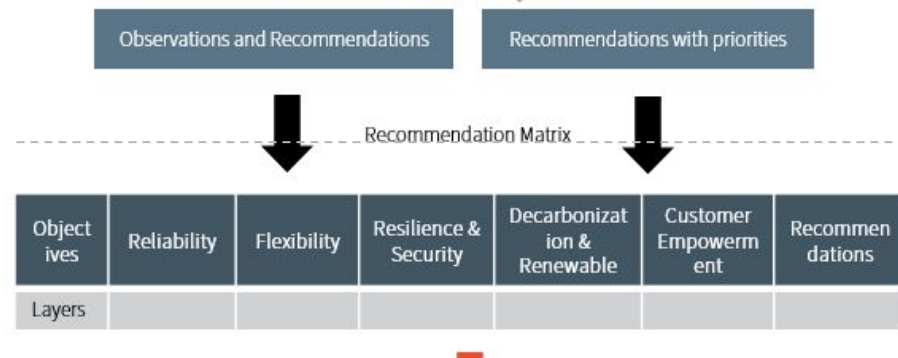 Observations and Recommendations
Recommendations with priorities
Recommendation Matrix
Object
ives
Reliability
Flexibility
Resilience &
Security
Decarbonizat
ion &
Renewable
Customer
Empowerm
ent
Recommen
dations
Layers